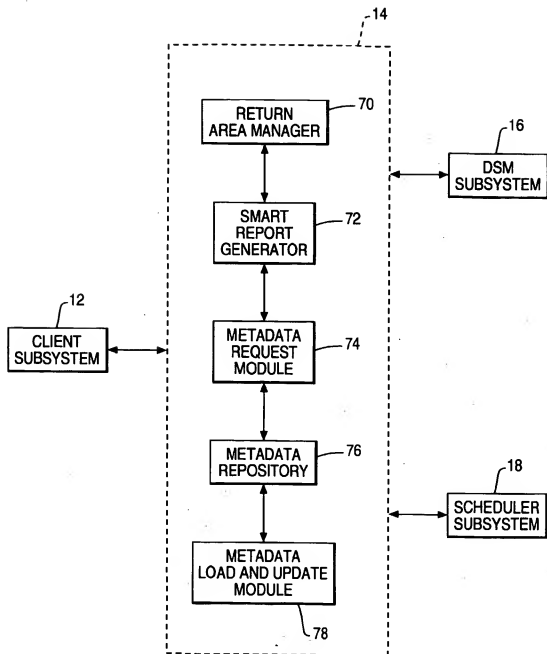 14
RETURN
AREA MANAGER
70
16
DSM
SUBSYSTEM
SMART
REPORT
GENERATOR
72
12
CLIENT
SUBSYSTEM
METADATA
REQUEST
MODULE
74
METADATA
REPOSITORY
76
18
SCHEDULER
SUBSYSTEM
METADATA
LOAD AND UPDATE
MODULE
78